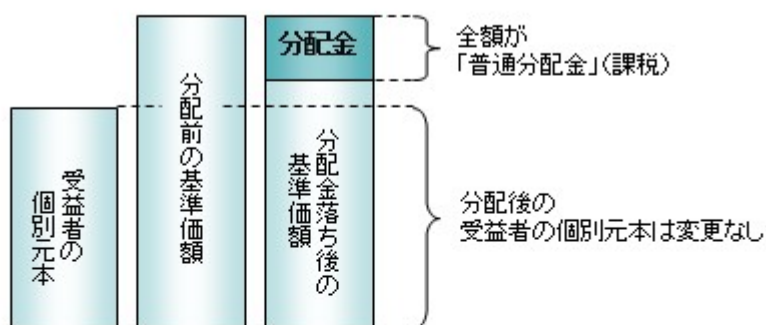 受益者の
個別元本
分配前の基準価額
分配金
分配金落ち後の
基準価額
全額が
「普通分配金」(課税)
分配後の
受益者の個別元本は変更なし